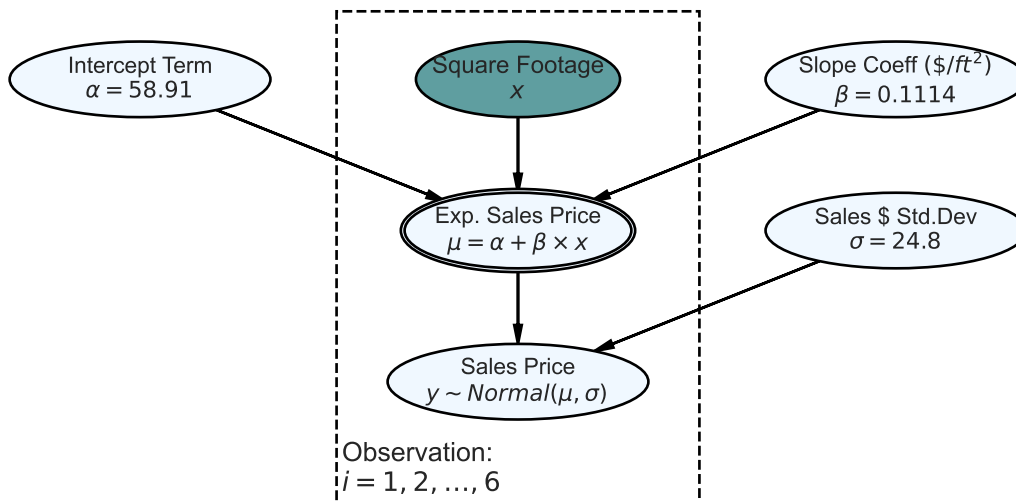 Intercept Term
α = 58.91
Square Footage
x
Slope Coeff ($/ft²)
β = 0.1114
Exp. Sales Price
μ = α + β × x
Sales $ Std.Dev
σ = 24.8
Sales Price
y ~ Normal(μ, σ)
Observation:
i = 1, 2, ..., 6